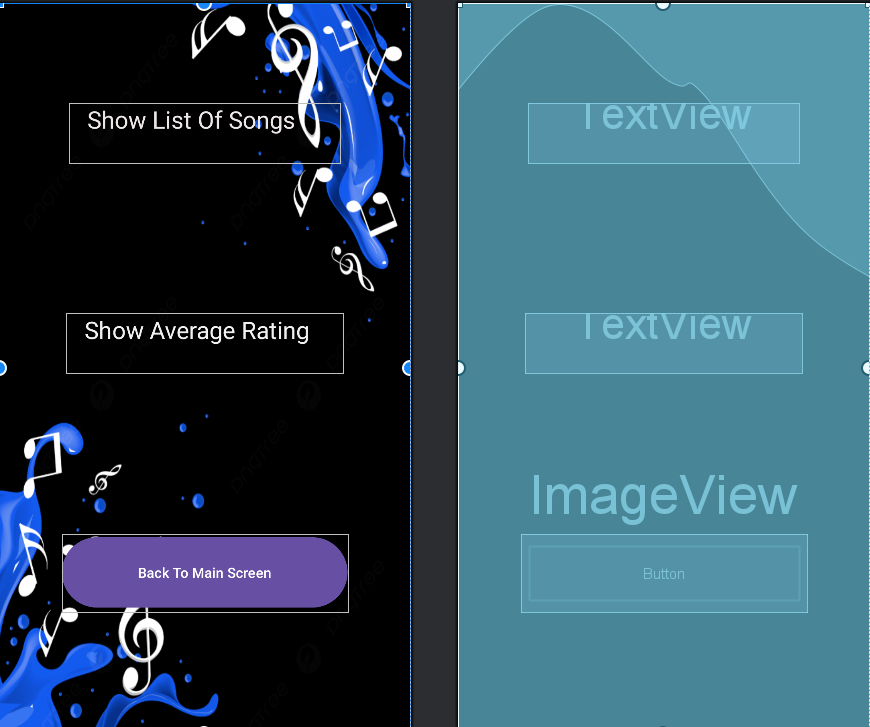 Show List Of Songs
TextView
Show Average Rating
TextView
ImageView
Back To Main Screen
Button